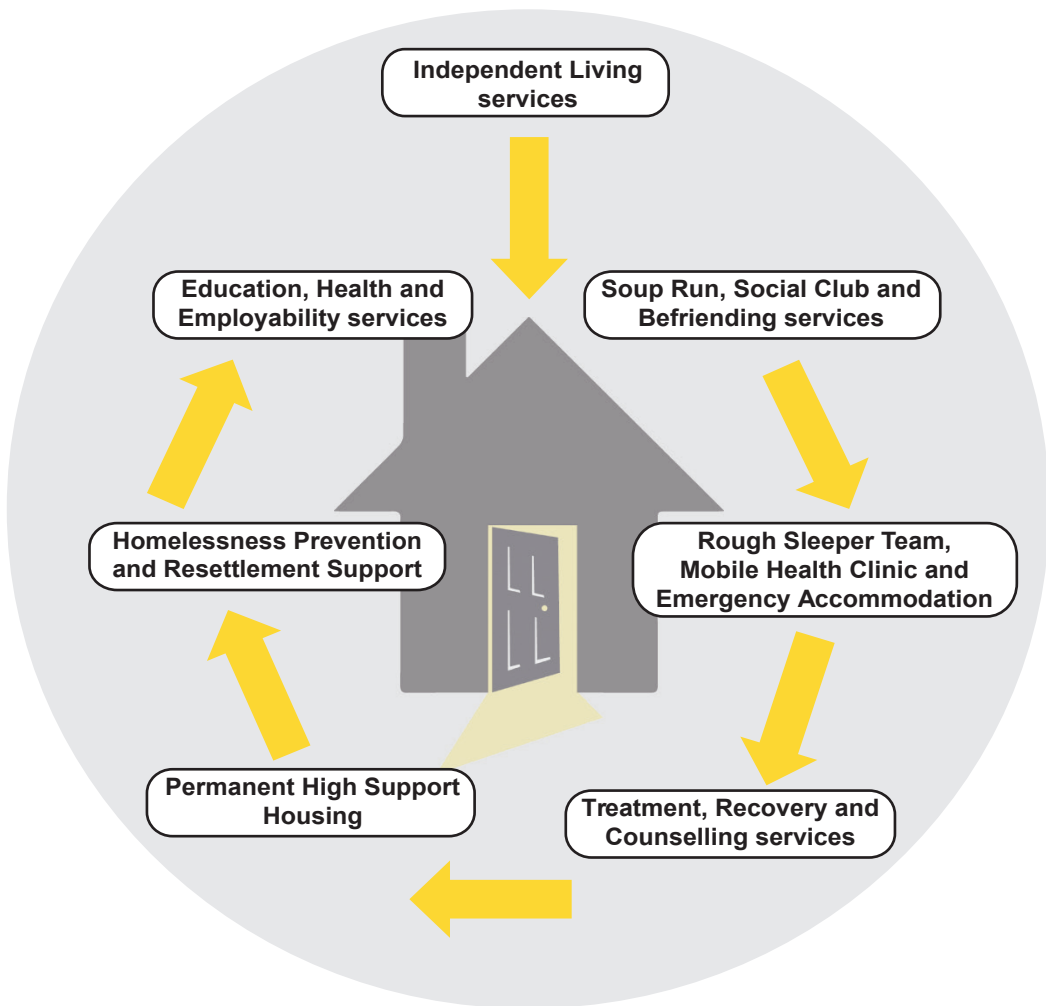 Independent Living
services
Education, Health and
Employability services
Soup Run, Social Club and
Befriending services
Homelessness Prevention
and Resettlement Support
Rough Sleeper Team,
Mobile Health Clinic and
Emergency Accommodation
Permanent High Support
Housing
Treatment, Recovery and
Counselling services